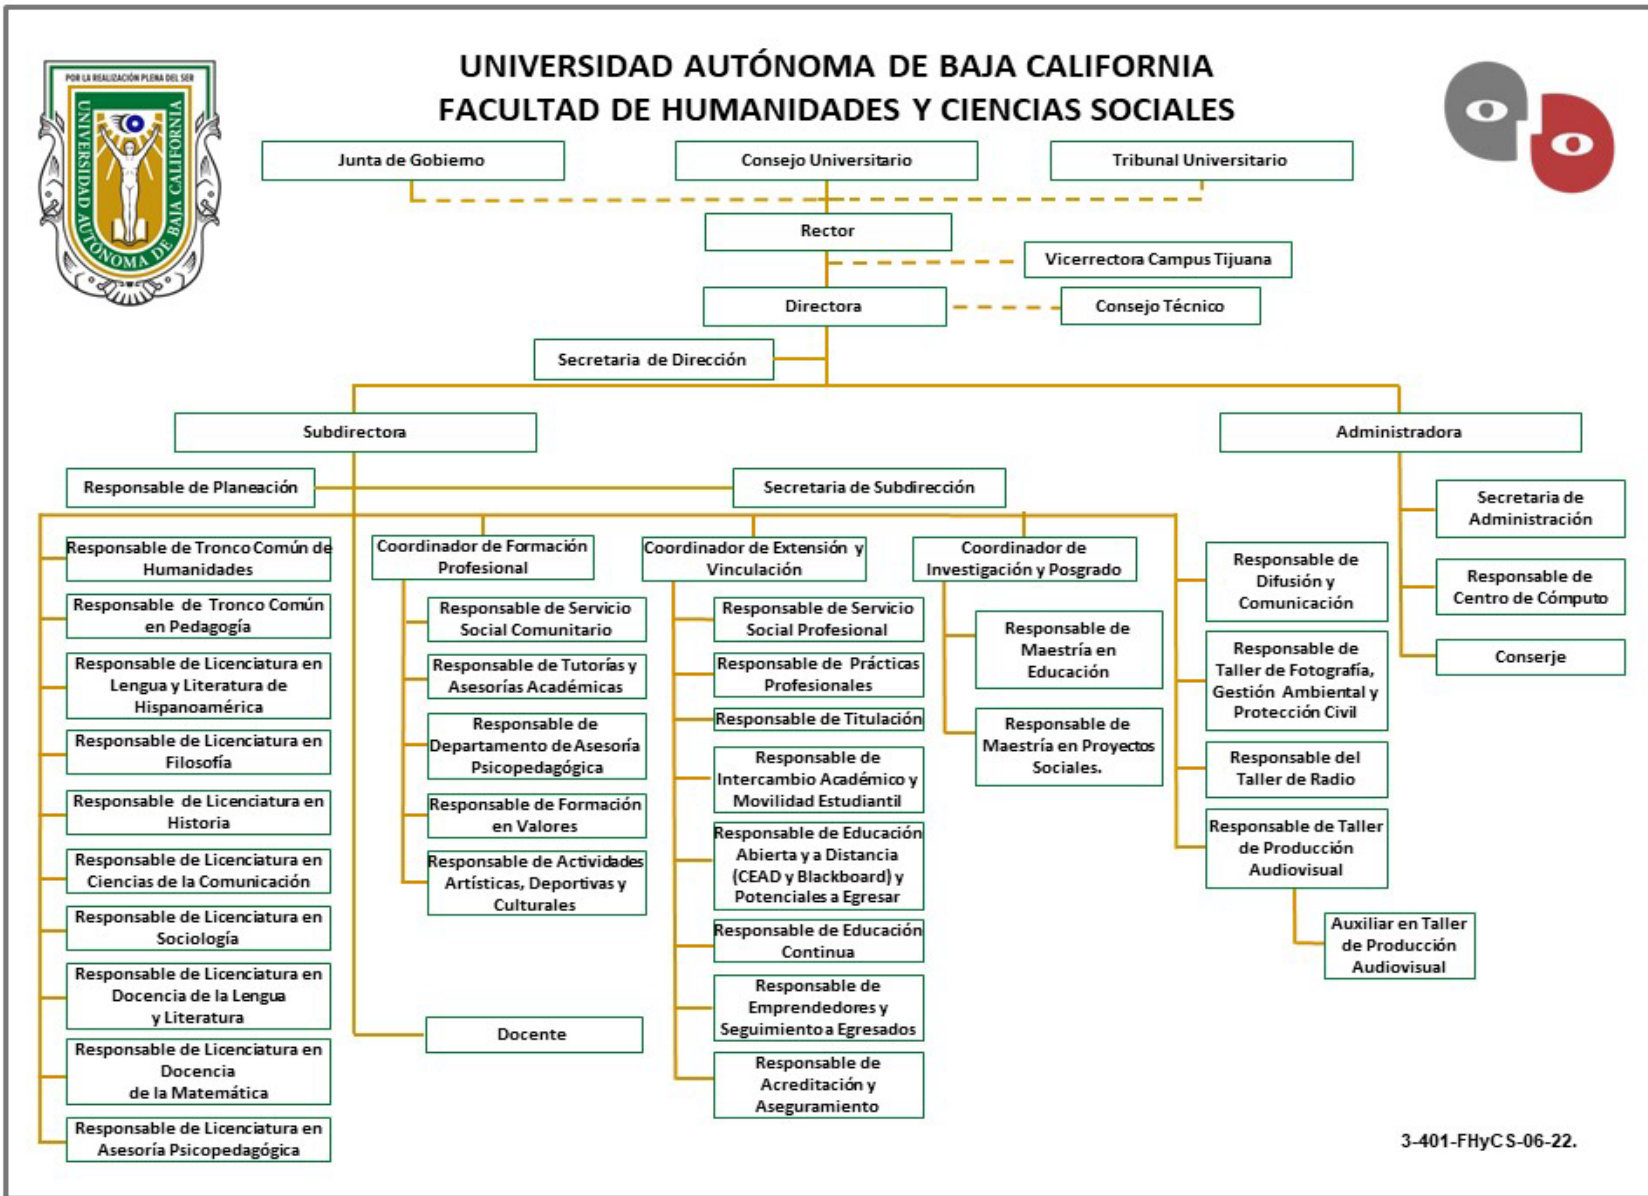 UNIVERSIDAD AUTÓNOMA DE BAJA CALIFORNIA
FACULTAD DE HUMANIDADES Y CIENCIAS SOCIALES
POR LA REALIZACIÓN PLENA DEL SER
UNIVERSIDAD AUTÓNOMA DE BAJA CALIFORNIA
Junta de Gobierno
Consejo Universitario
Tribunal Universitario
Rector
Vicerrectora Campus Tijuana
Directora
Consejo Técnico
Secretaria de Dirección
Subdirectora
Administradora
Responsable de Planeación
Secretaria de Subdirección
Responsable de Tronco Común de
Humanidades
Responsable de Tronco Común
en Pedagogía
Responsable de Licenciatura en
Lengua y Literatura de
Hispanoamérica
Responsable de Licenciatura en
Filosofía
Responsable de Licenciatura en
Historia
Responsable de Licenciatura en
Ciencias de la Comunicación
Responsable de Licenciatura en
Sociología
Responsable de Licenciatura en
Docencia de la Lengua
y Literatura
Responsable de Licenciatura en
Docencia
de la Matemática
Responsable de Licenciatura en
Asesoría Psicopedagógica
Coordinador de Formación
Profesional
Responsable de Servicio
Social Comunitario
Responsable de Tutorías y
Asesorías Académicas
Responsable de
Departamento de Asesoría
Psicopedagógica
Responsable de Formación
en Valores
Responsable de Actividades
Artísticas, Deportivas y
Culturales
Docente
Coordinador de Extensión y
Vinculación
Responsable de Servicio
Social Profesional
Responsable de Prácticas
Profesionales
Responsable de Titulación
Responsable de
Intercambio Académico y
Movilidad Estudiantil
Responsable de Educación
Abierta y a Distancia
(CEAD y Blackboard) y
Potenciales a Egresar
Responsable de Educación
Continua
Responsable de
Emprendedores y
Seguimiento a Egresados
Responsable de
Acreditación y
Aseguramiento
Coordinador de
Investigación y Posgrado
Responsable de
Maestría en
Educación
Responsable de
Maestría en Proyectos
Sociales.
Responsable de
Difusión y
Comunicación
Responsable de
Taller de Fotografía,
Gestión Ambiental y
Protección Civil
Responsable del
Taller de Radio
Responsable de Taller
de Producción
Audiovisual
Auxiliar en Taller
de Producción
Audiovisual
Secretaria de
Administración
Responsable de
Centro de Cómputo
Conserje
3-401-FHyCS-06-22.